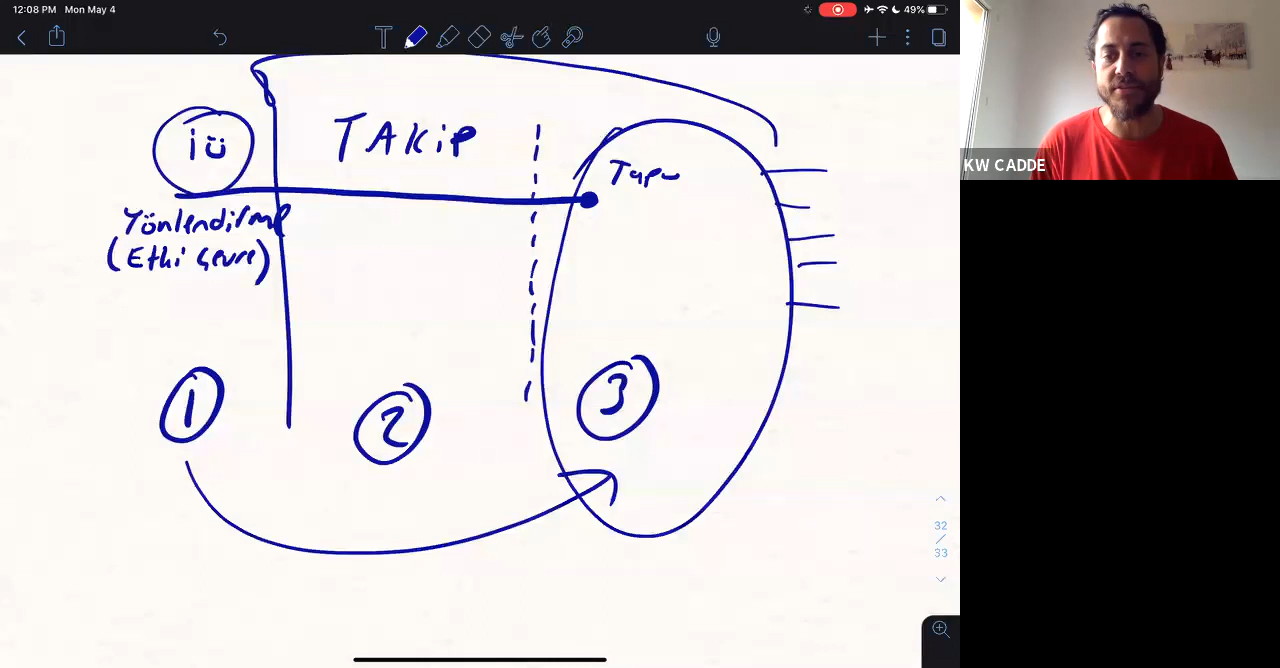 12:08 PM Mon May 4
49%
T
iü
TAKİP
Tapu
Yönlendirme
(Etki Çevre)
KW CADDE
1
2
3
32
33